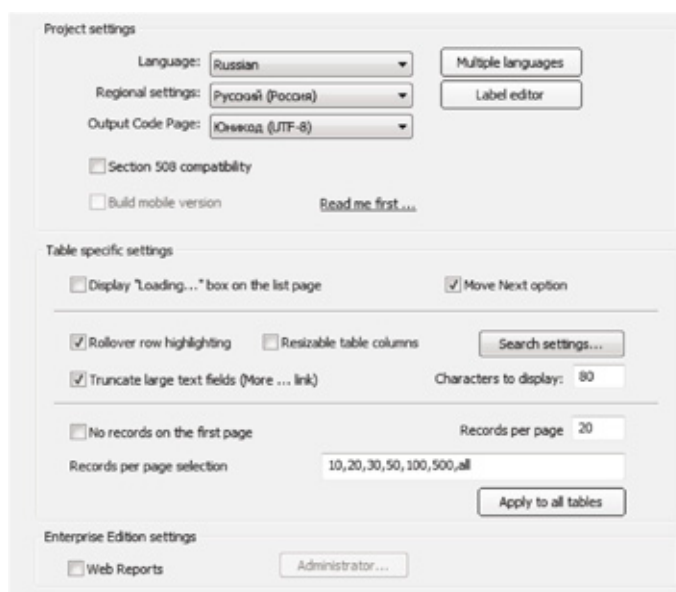 Project settings
Language: Russian Multiple languages
Regional settings: Русский (Россия) Label editor
Output Code Page: Юникод (UTF-8)
Section 508 compatibility
Build mobile version Read me first ...
Table specific settings
Display "Loading..." box on the list page Move Next option
Rollover row highlighting Resizable table columns Search settings...
Truncate large text fields (More ... link) Characters to display: 80
No records on the first page Records per page 20
Records per page selection 10,20,30,50,100,500,all
Apply to all tables
Enterprise Edition settings
Web Reports Administrator...